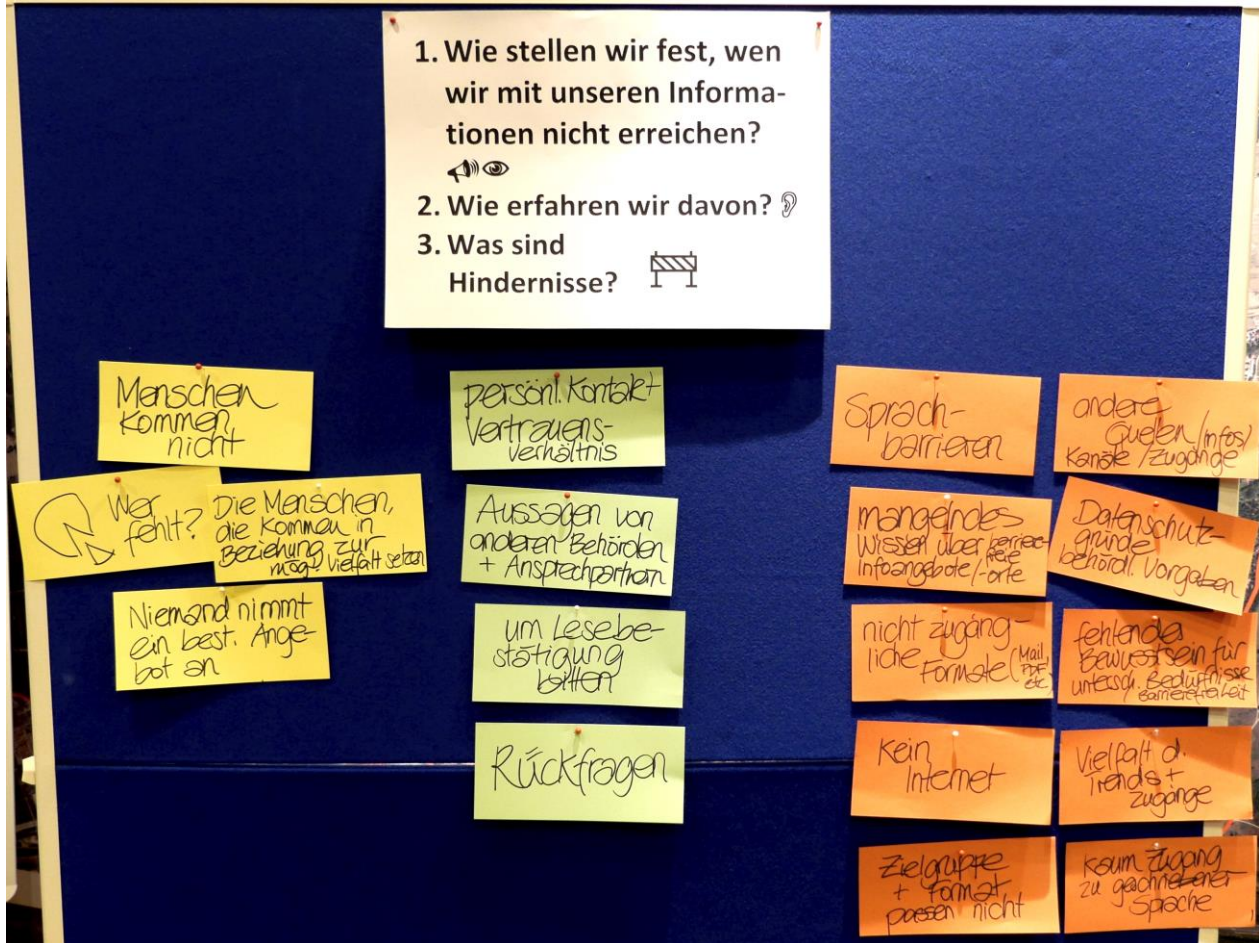 1. Wie stellen wir fest, wen
wir mit unseren Informa-
tionen nicht erreichen?
2. Wie erfahren wir davon?
3. Was sind
Hindernisse?
Menschen
kommen
nicht
Wer
fehlt?
Die Menschen,
die kommen in
Beziehung zur
mögl. Vielfalt setzen
Niemand nimmt
ein best. Ange-
bot an
persönl. Kontakt
Vertrauens-
verhältnis
Aussagen von
anderen Behörden
+ Ansprechpartnern
um Lesebe-
stätigung
bitten
Rückfragen
Sprach-
barrieren
mangelndes
Wissen über barriere-
freie
Infoangebote/-orte
nicht zugäng-
liche
Formate (Mail,
PDF
etc.
Kein
Internet
Zielgruppe
+ Format
passen nicht
andere
Quellen/Infos/
Kanäle/Zugänge
Datenschutz-
gründe
behördl. Vorgaben
fehlendes
Bewusstsein für
untersch. Bedürfnisse
Barrierefreiheit
Vielfalt d.
Trends +
Zugänge
Kaum Zugang
zu geschriebener
Sprache